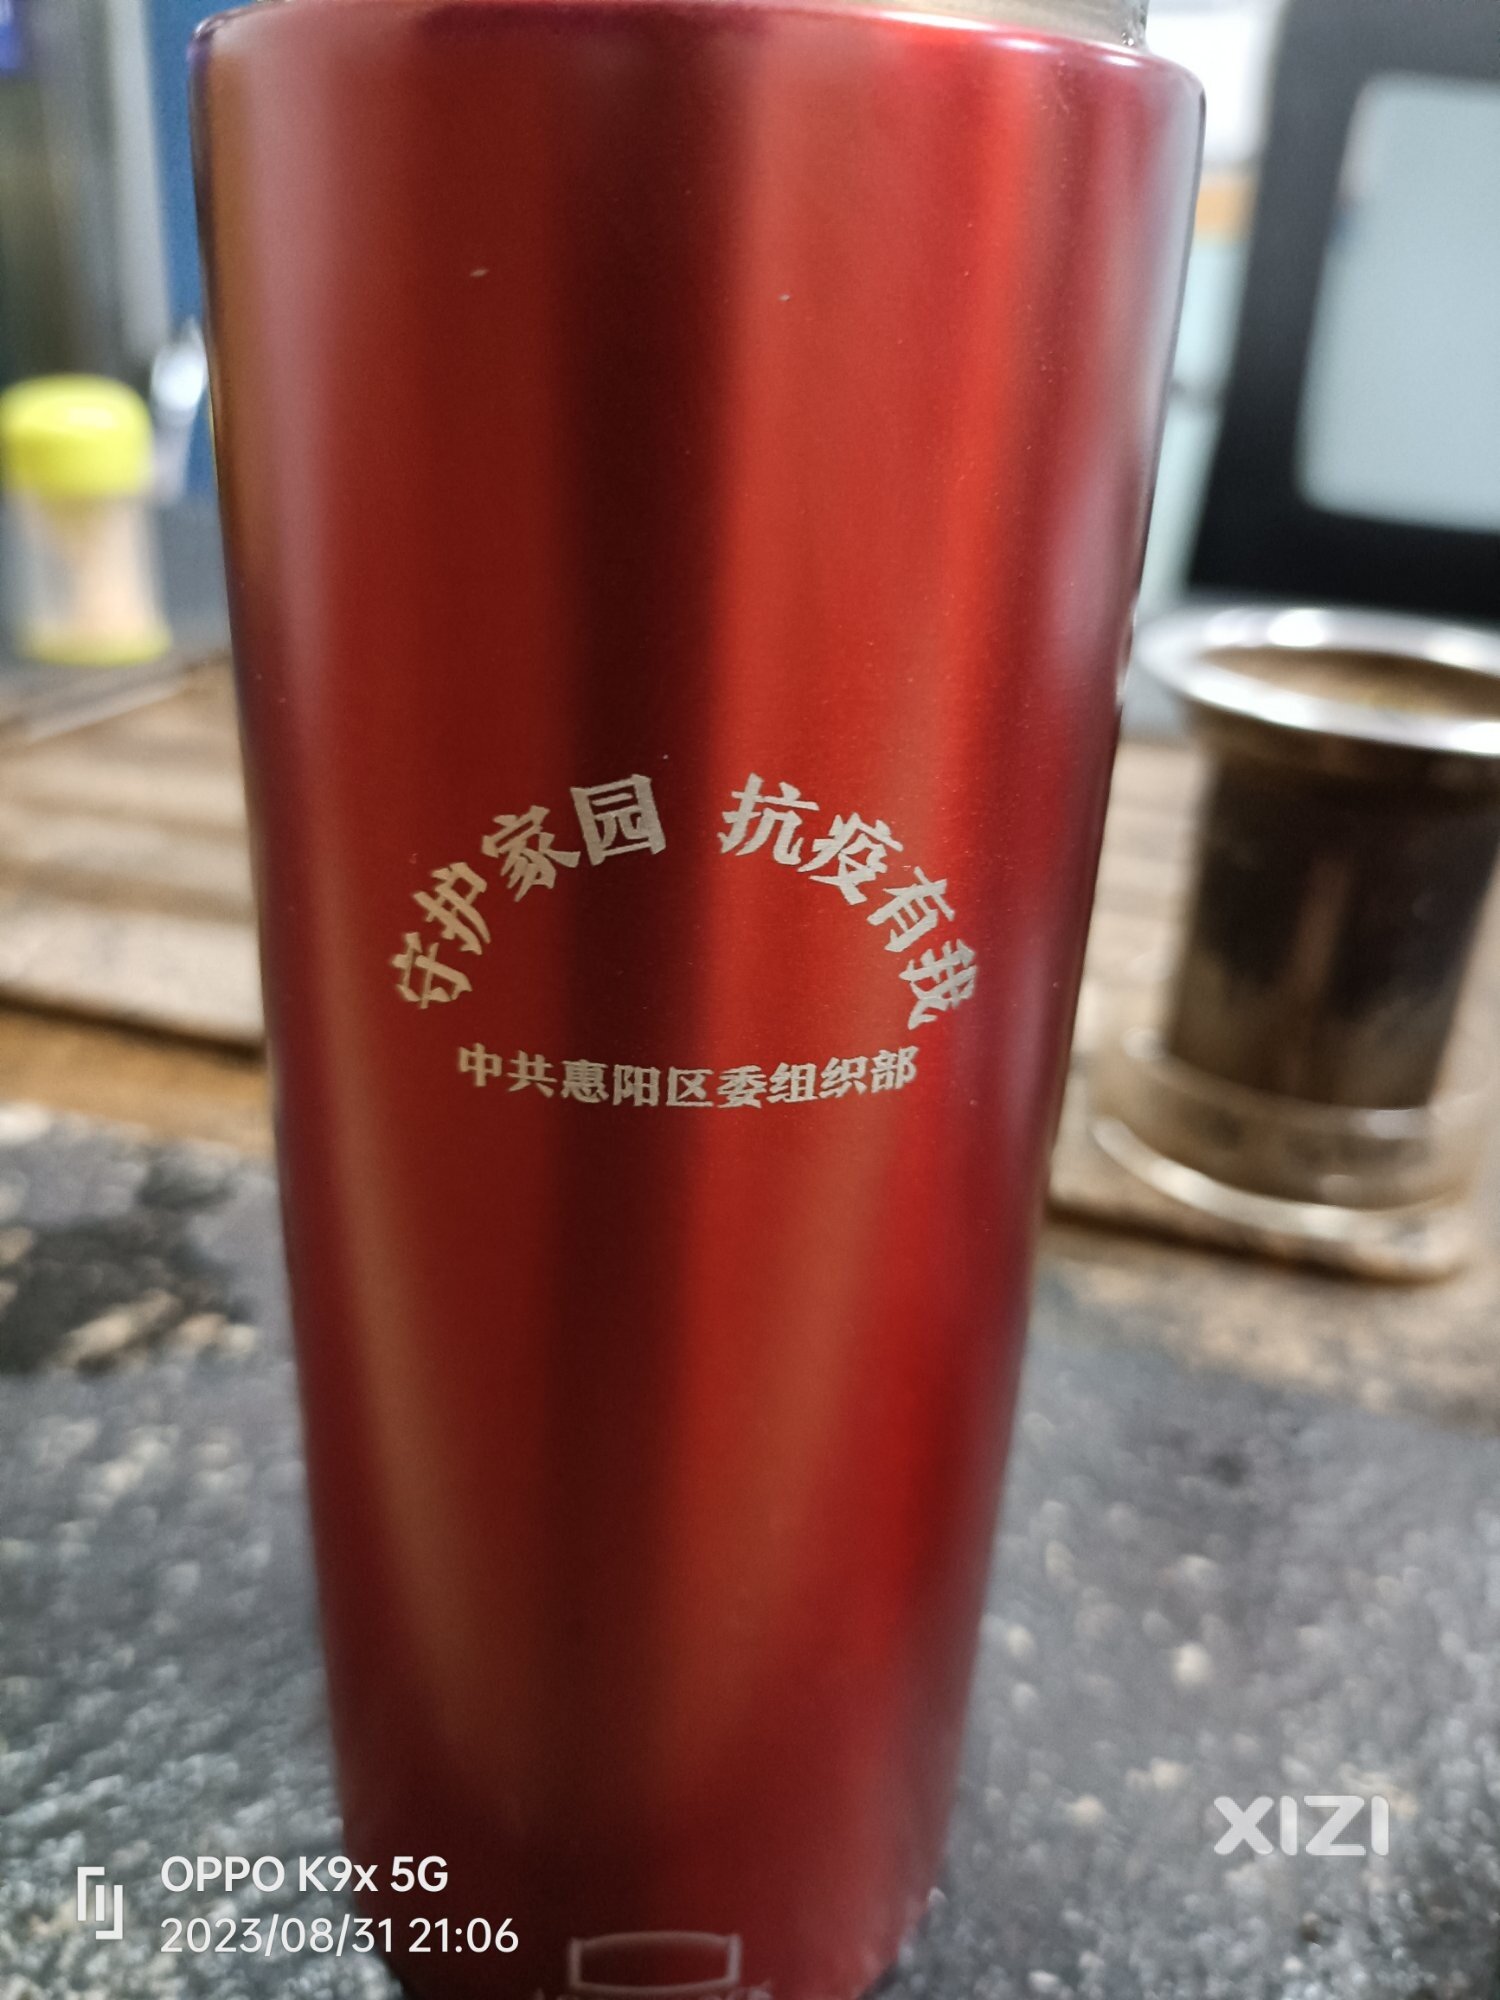 守护家园 抗疫有我
中共惠阳区委组织部
XIZI
OPPO K9x 5G
2023/08/31 21:06